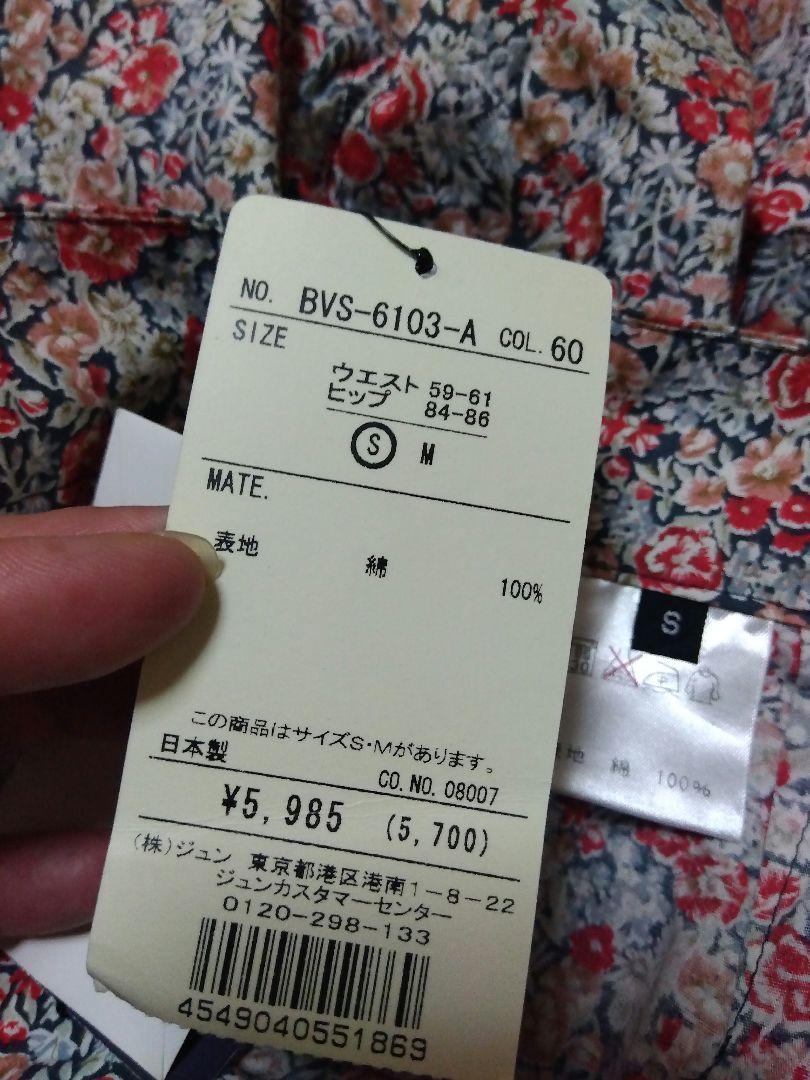 NO. BVS-6103-A COL. 60
SIZE
ウエスト 59-61
ヒップ 84-86
S M
MATE.
表地 綿 100%
この商品はサイズS・Mがあります。
日本製
CO.NO.08007
¥5,985 (5,700)
(株)ジュン 東京都港区港南1-8-22
ジュンカスタマーセンター
0120-298-133
4549040551869
S
地 綿 100%